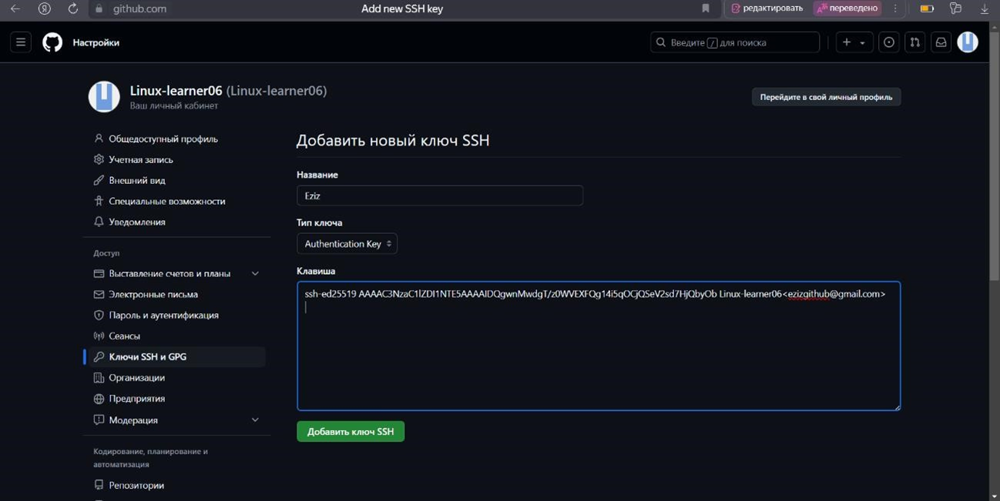 github.com
Add new SSH key
редактировать
переведено
Настройки
Введите / для поиска
Linux-learner06 (Linux-learner06)
Ваш личный кабинет
Перейдите в свой личный профиль
Общедоступный профиль
Учетная запись
Внешний вид
Специальные возможности
Уведомления
Доступ
Выставление счетов и планы
Электронные письма
Пароль и аутентификация
Сеансы
Ключи SSH и GPG
Организации
Предприятия
Модерация
Кодирование, планирование и
автоматизация
Репозитории
Добавить новый ключ SSH
Название
Eziz
Тип ключа
Authentication Key
Клавиша
ssh-ed25519 AAAAC3NzaC1lZDI1NTE5AAAAIDQgwnMwdgT/z0WVEXFQg14i5qOCjQSeV2sd7HjQbyOb Linux-learner06<ezizgithub@gmail.com>
Добавить ключ SSH